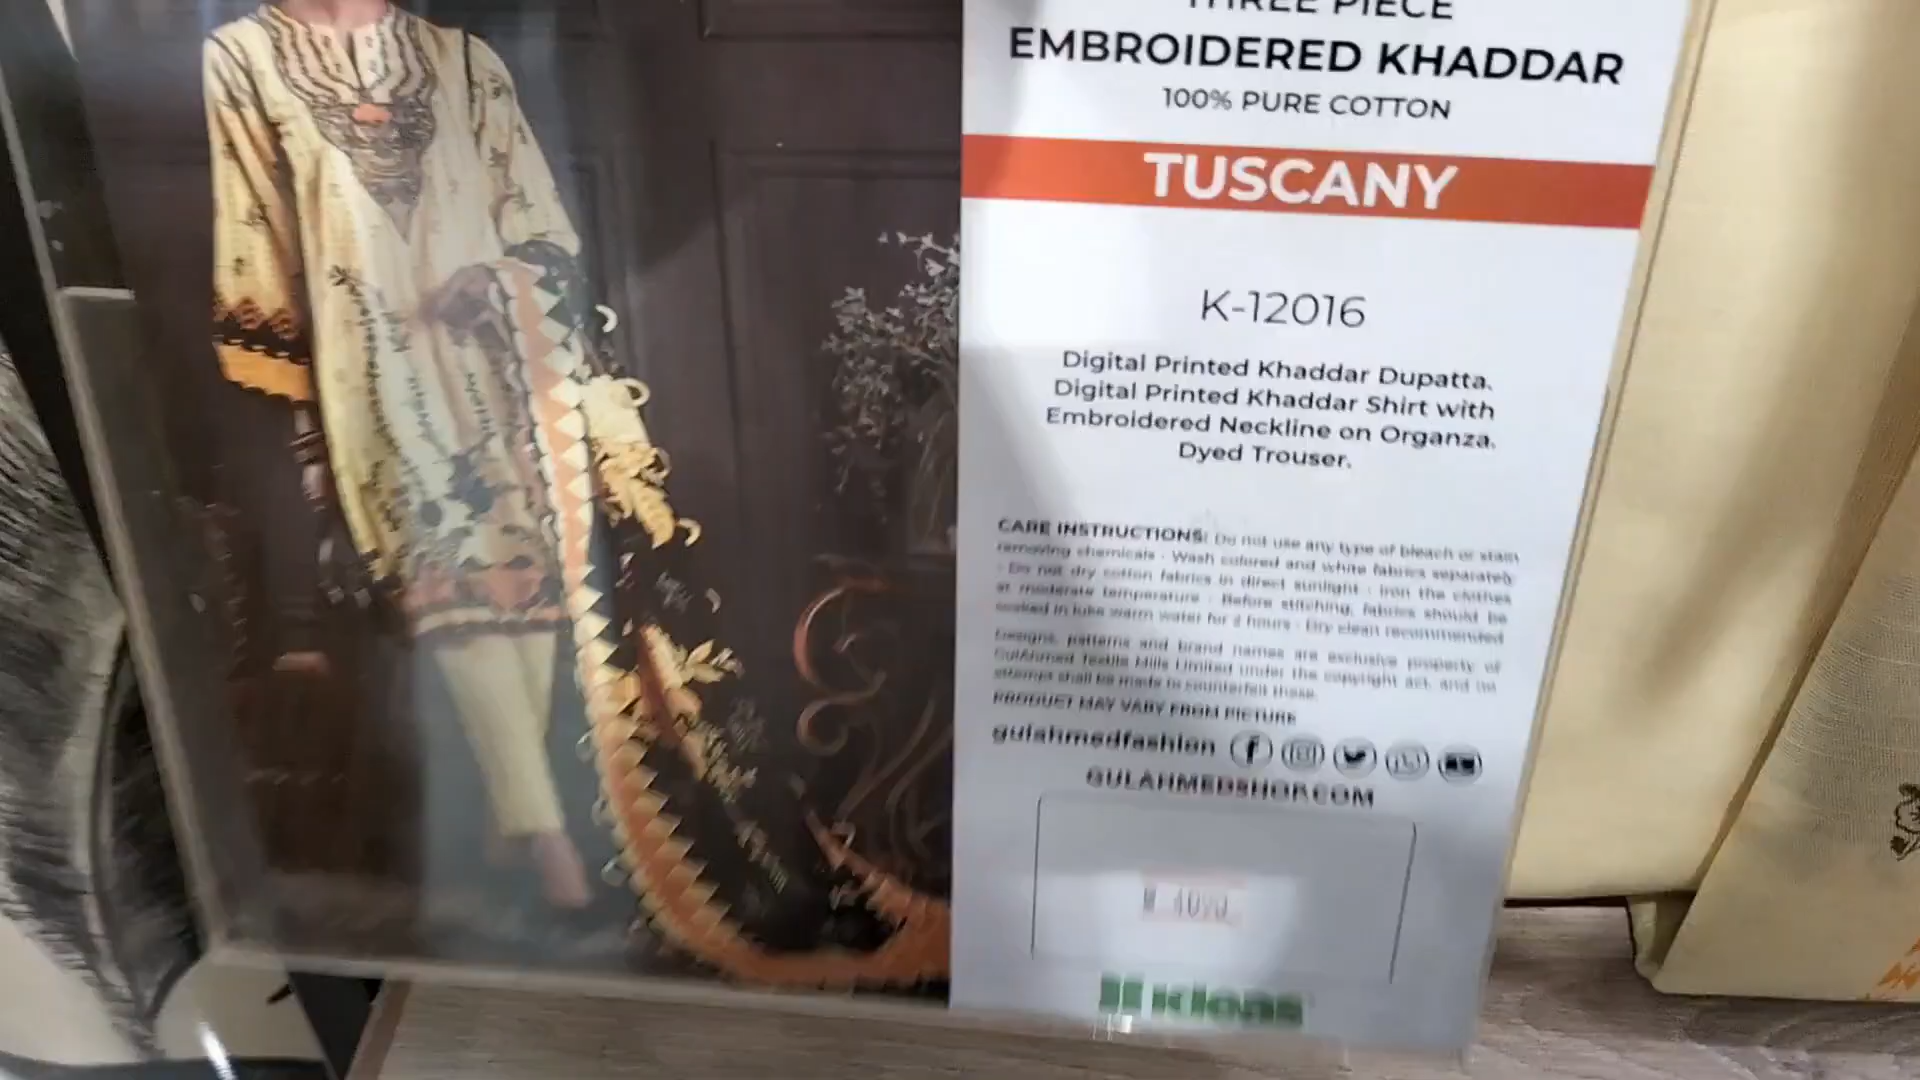 THREE PIECE
EMBROIDERED KHADDAR
100% PURE COTTON
TUSCANY
K-12016
Digital Printed Khaddar Dupatta.
Digital Printed Khaddar Shirt with
Embroidered Neckline on Organza.
Dyed Trouser.
CARE INSTRUCTIONS: Do not use any type of bleach or stain
removing chemicals - Wash colored and white fabrics separately
- Do not dry cotton fabrics in direct sunlight - Iron the clothes
at moderate temperature - Before stitching, fabrics should be
soaked in luke warm water for 2 hours - Dry clean recommended
Designs, patterns and brand names are exclusive property of
GulAhmed Textile Mills Limited under the copyright act, and no
attempt shall be made to counterfeit these.
PRODUCT MAY VARY FROM PICTURE
gulahmedfashion
GULAHMEDSHOP.COM
ideas